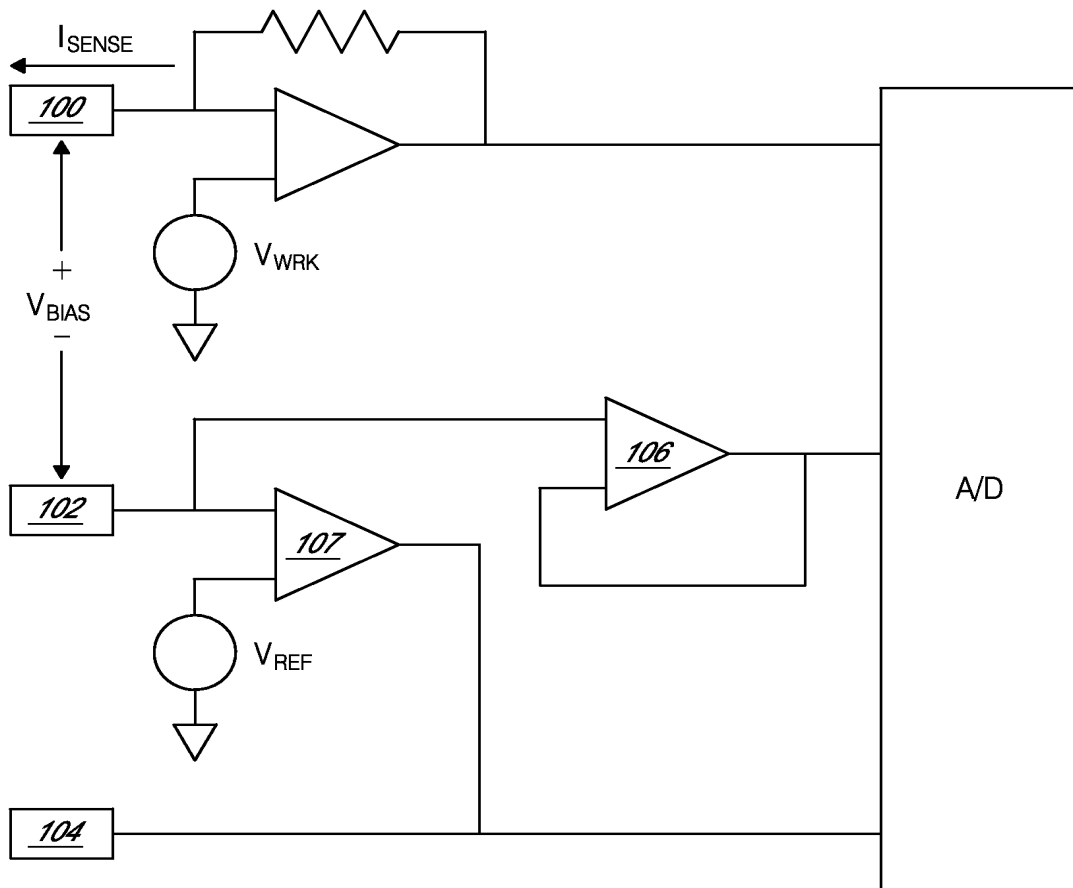 I_SENSE
100
V_WRK
+
V_BIAS
−
106
A/D
102
107
V_REF
104